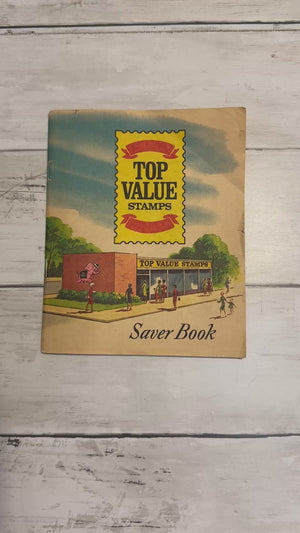 TOP
VALUE
STAMPS
TOP VALUE STAMPS
Saver Book